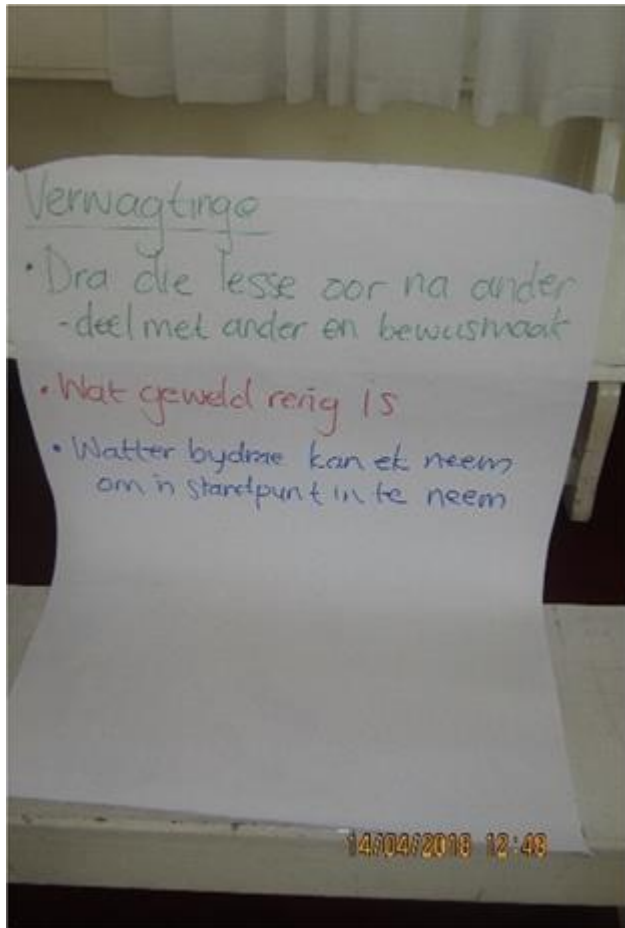 Verwagtinge
• Dra die lesse oor na ander
- deel met ander en bewusmaak
• Wat geweld rerig is
• Watter bydrae kan ek neem
om 'n standpunt in te neem
14/04/2018 12:48